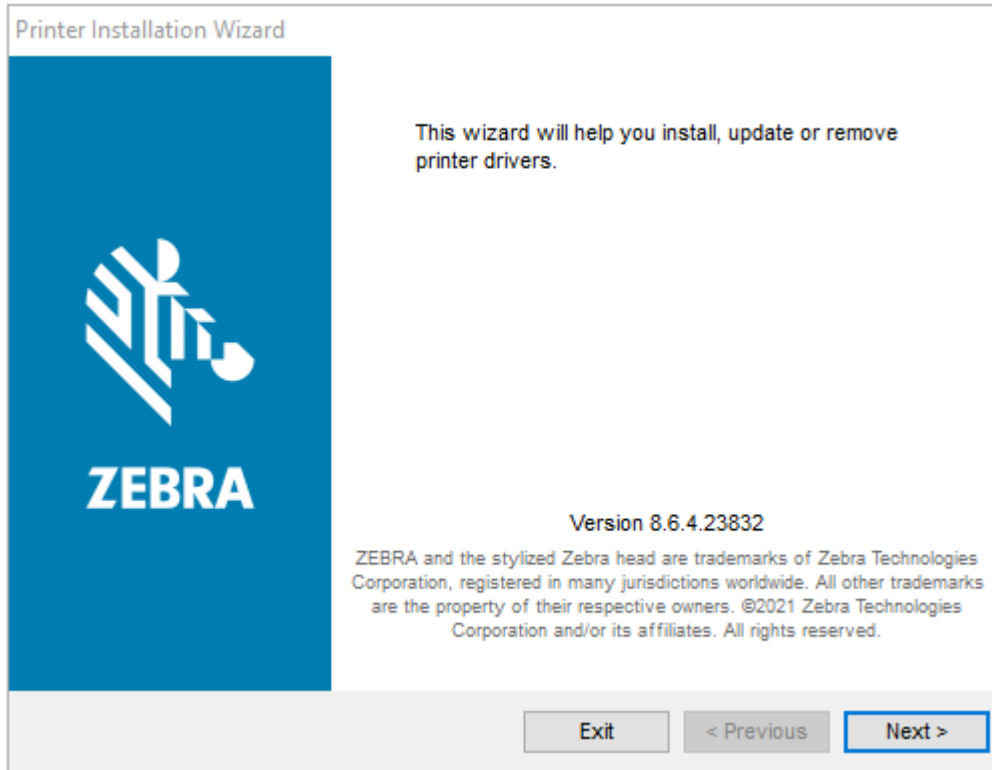 Printer Installation Wizard
This wizard will help you install, update or remove
printer drivers.
ZEBRA
Version 8.6.4.23832
ZEBRA and the stylized Zebra head are trademarks of Zebra Technologies
Corporation, registered in many jurisdictions worldwide. All other trademarks
are the property of their respective owners. ©2021 Zebra Technologies
Corporation and/or its affiliates. All rights reserved.
Exit
< Previous
Next >